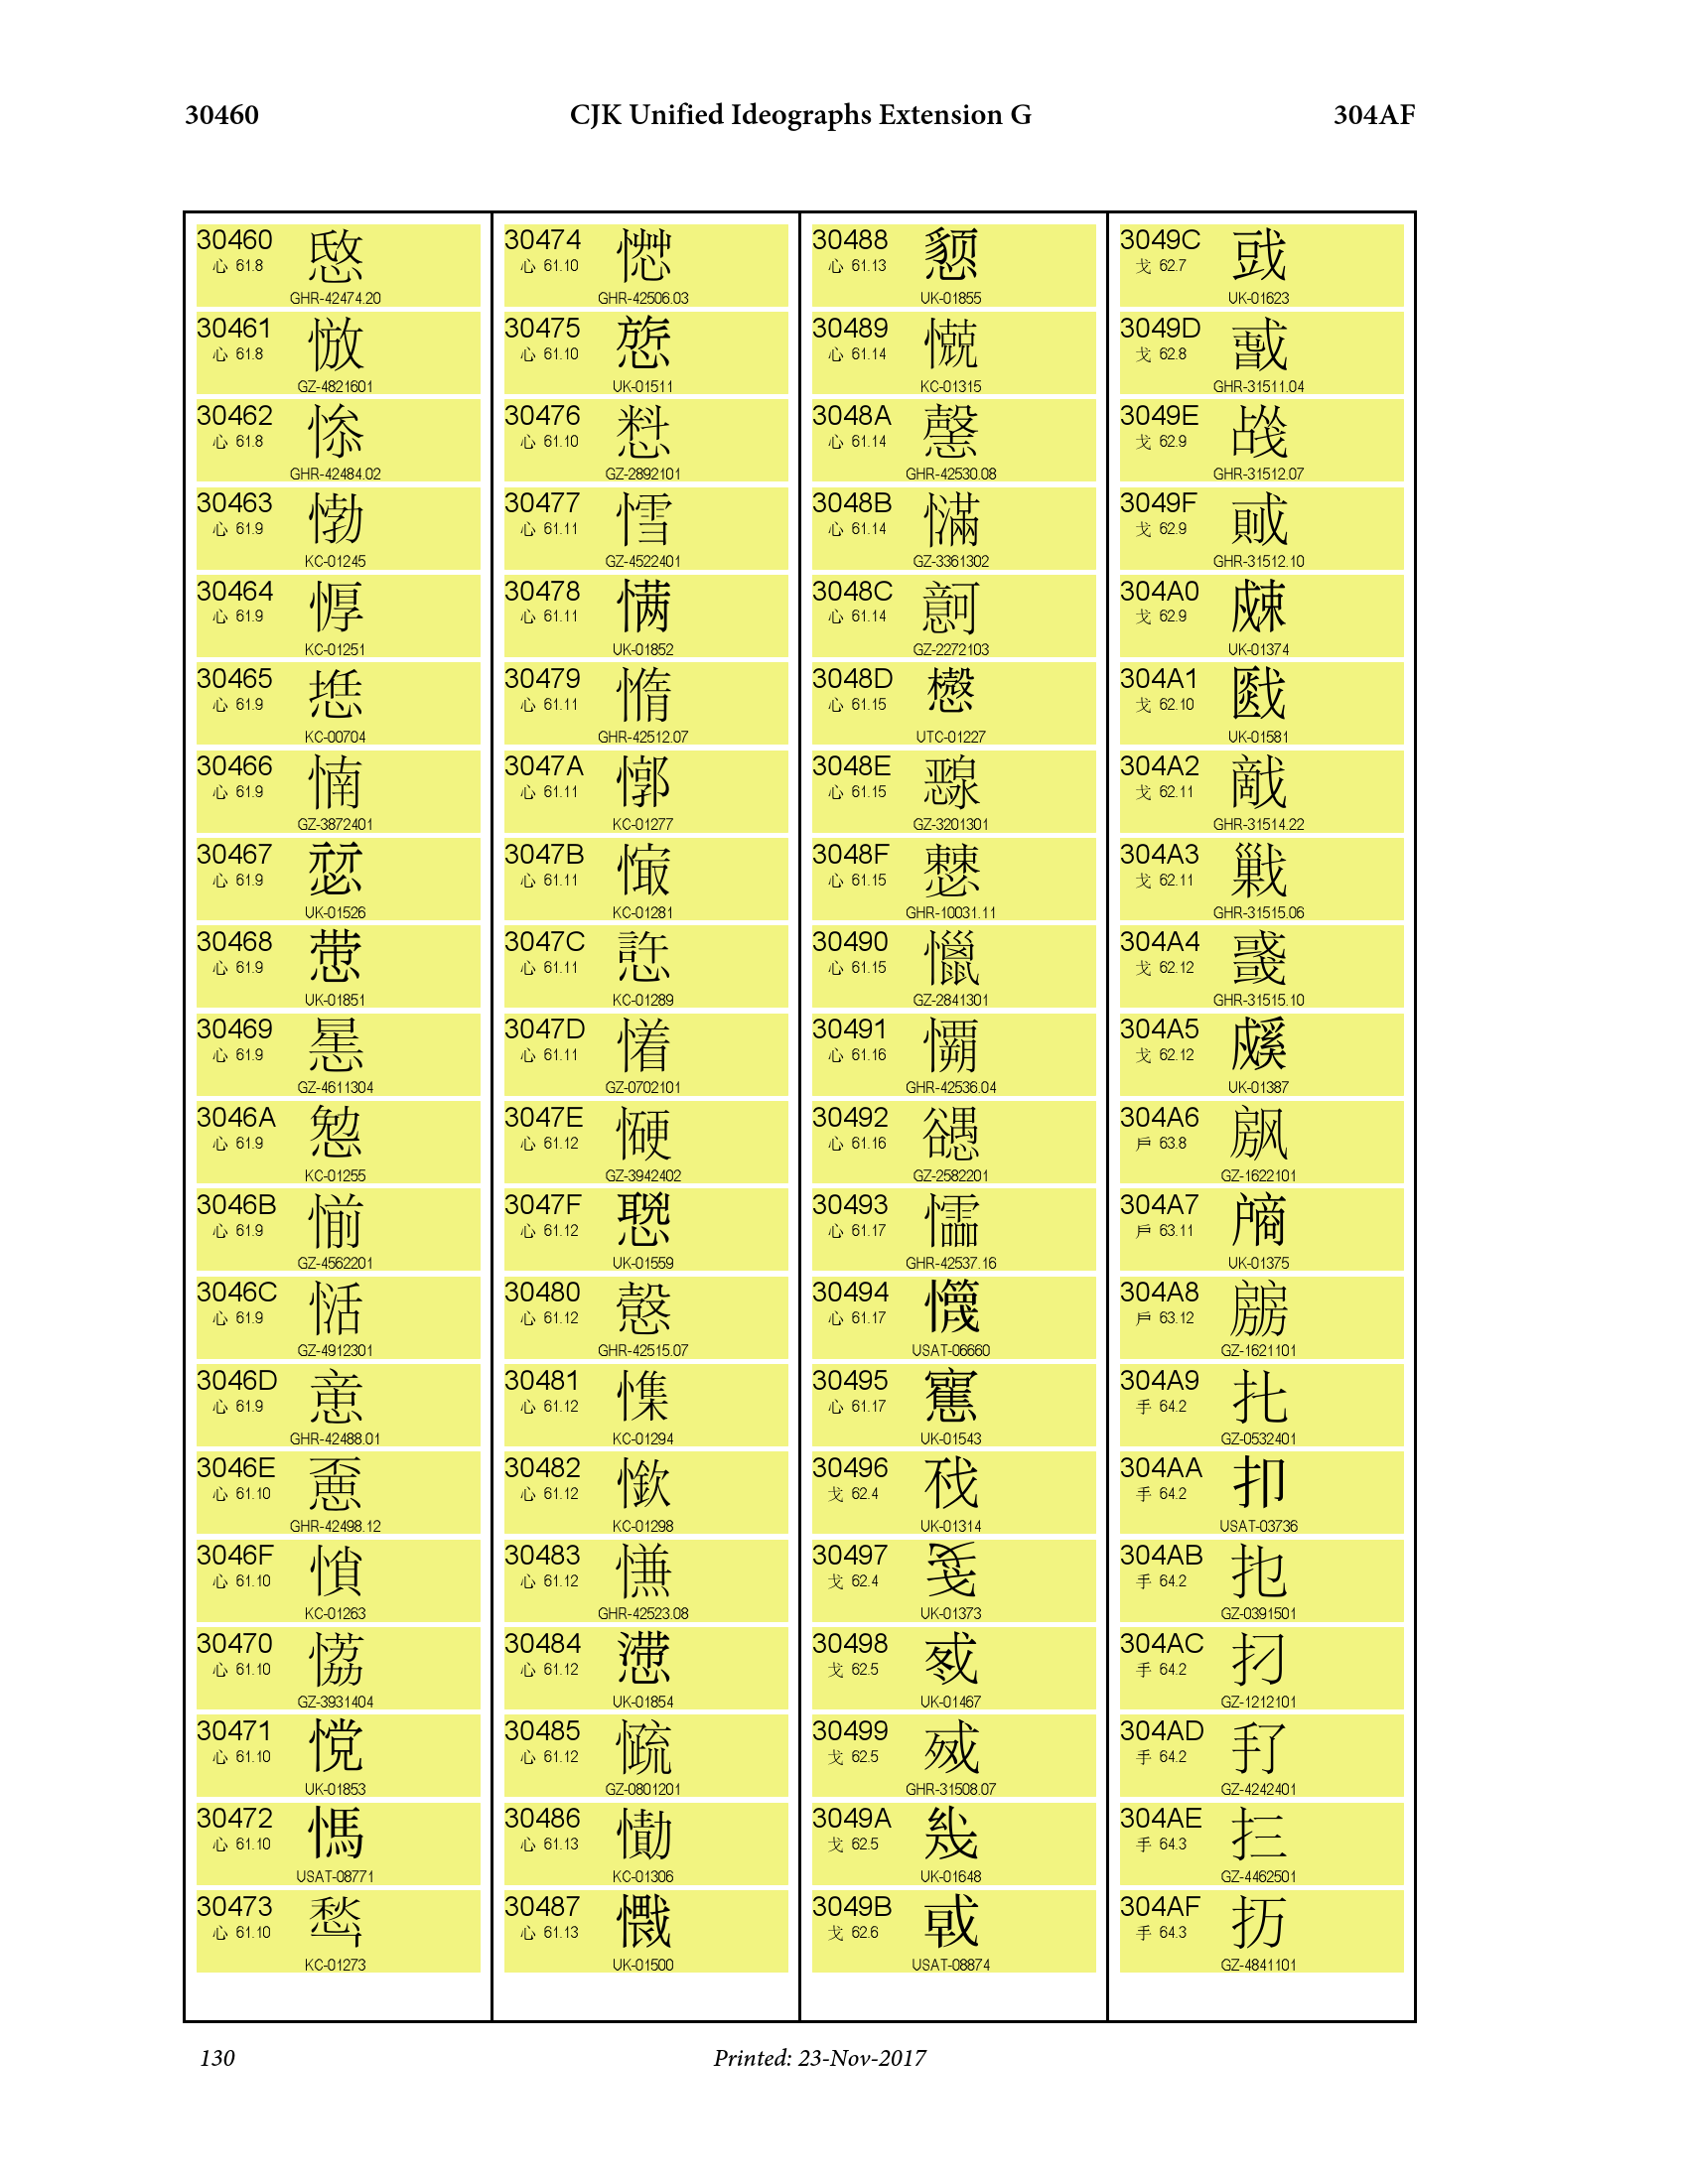 30460 CJK Unified Ideographs Extension G 304AF
30460
心 61.8
GHR-42474.20
30461
心 61.8
GZ-4821601
30462
心 61.8
GHR-42484.02
30463
心 61.9
KC-01245
30464
心 61.9
KC-01251
30465
心 61.9
KC-00704
30466
心 61.9
GZ-3872401
30467
心 61.9
UK-01526
30468
心 61.9
UK-01851
30469
心 61.9
GZ-4611304
3046A
心 61.9
KC-01255
3046B
心 61.9
GZ-4562201
3046C
心 61.9
GZ-4912301
3046D
心 61.9
GHR-42488.01
3046E
心 61.10
GHR-42498.12
3046F
心 61.10
KC-01263
30470
心 61.10
GZ-3931404
30471
心 61.10
UK-01853
30472
心 61.10
USAT-08771
30473
心 61.10
KC-01273
30474
心 61.10
GHR-42506.03
30475
心 61.10
UK-01511
30476
心 61.10
GZ-2892101
30477
心 61.11
GZ-4522401
30478
心 61.11
UK-01852
30479
心 61.11
GHR-42512.07
3047A
心 61.11
KC-01277
3047B
心 61.11
KC-01281
3047C
心 61.11
KC-01289
3047D
心 61.11
GZ-0702101
3047E
心 61.12
GZ-3942402
3047F
心 61.12
UK-01559
30480
心 61.12
GHR-42515.07
30481
心 61.12
KC-01294
30482
心 61.12
KC-01298
30483
心 61.12
GHR-42523.08
30484
心 61.12
UK-01854
30485
心 61.12
GZ-0801201
30486
心 61.13
KC-01306
30487
心 61.13
UK-01500
30488
心 61.13
UK-01855
30489
心 61.14
KC-01315
3048A
心 61.14
GHR-42530.08
3048B
心 61.14
GZ-3361302
3048C
心 61.14
GZ-2272103
3048D
心 61.15
UTC-01227
3048E
心 61.15
GZ-3201301
3048F
心 61.15
GHR-10031.11
30490
心 61.15
GZ-2841301
30491
心 61.16
GHR-42536.04
30492
心 61.16
GZ-2582201
30493
心 61.17
GHR-42537.16
30494
心 61.17
USAT-06660
30495
心 61.17
UK-01543
30496
戈 62.4
UK-01314
30497
戈 62.4
UK-01373
30498
戈 62.5
UK-01467
30499
戈 62.5
GHR-31508.07
3049A
戈 62.5
UK-01648
3049B
戈 62.6
USAT-08874
3049C
戈 62.7
UK-01623
3049D
戈 62.8
GHR-31511.04
3049E
戈 62.9
GHR-31512.07
3049F
戈 62.9
GHR-31512.10
304A0
戈 62.9
UK-01374
304A1
戈 62.10
UK-01581
304A2
戈 62.11
GHR-31514.22
304A3
戈 62.11
GHR-31515.06
304A4
戈 62.12
GHR-31515.10
304A5
戈 62.12
UK-01387
304A6
戶 63.8
GZ-1622101
304A7
戶 63.11
UK-01375
304A8
戶 63.12
GZ-1621101
304A9
手 64.2
GZ-0532401
304AA
手 64.2
USAT-03736
304AB
手 64.2
GZ-0391501
304AC
手 64.2
GZ-1212101
304AD
手 64.2
GZ-4242401
304AE
手 64.3
GZ-4462501
304AF
手 64.3
GZ-4841101
130 Printed: 23-Nov-2017